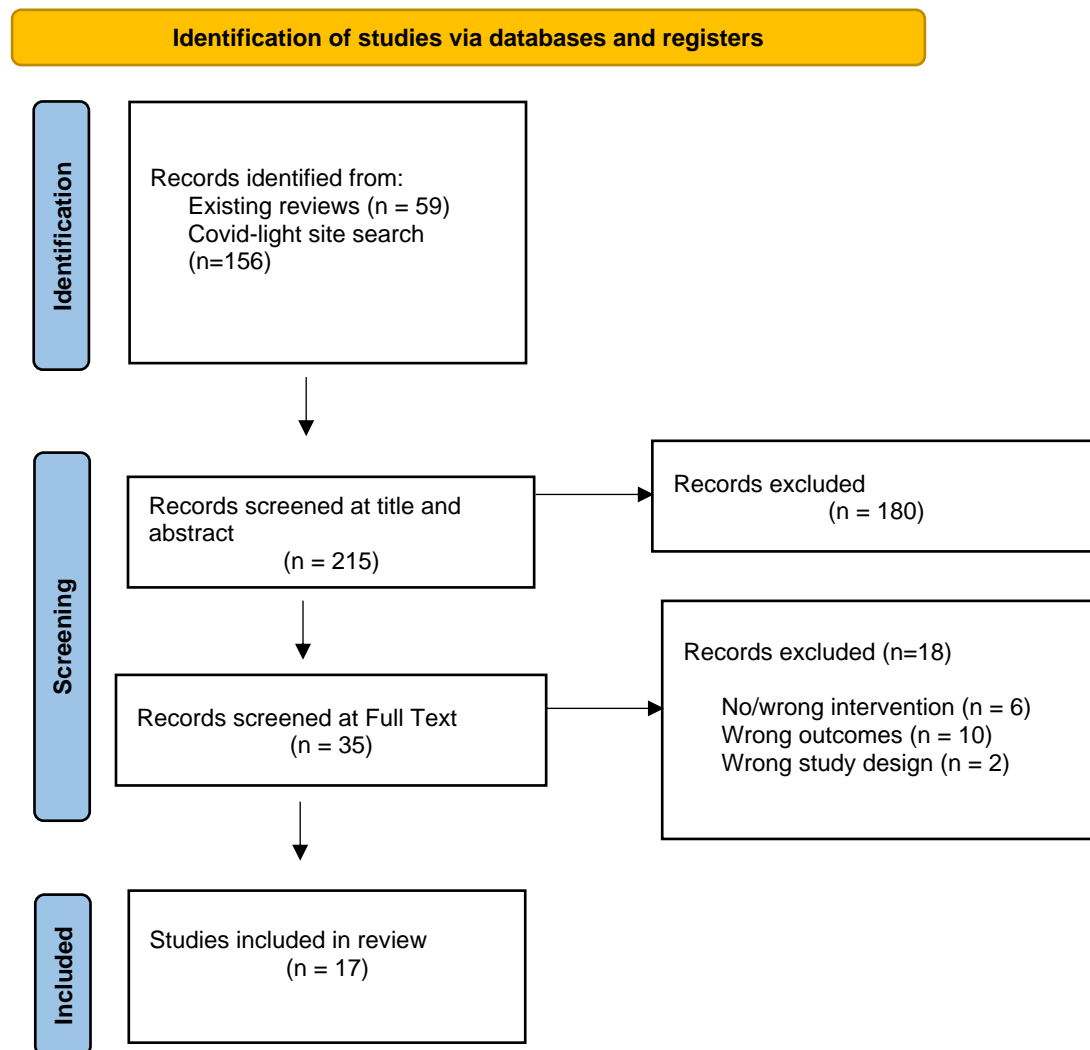 Identification of studies via databases and registers
Identification
Records identified from:
Existing reviews (n = 59)
Covid-light site search
(n=156)
Screening
Records screened at title and
abstract
(n = 215)
Records excluded
(n = 180)
Records screened at Full Text
(n = 35)
Records excluded (n=18)
No/wrong intervention (n = 6)
Wrong outcomes (n = 10)
Wrong study design (n = 2)
Included
Studies included in review
(n = 17)